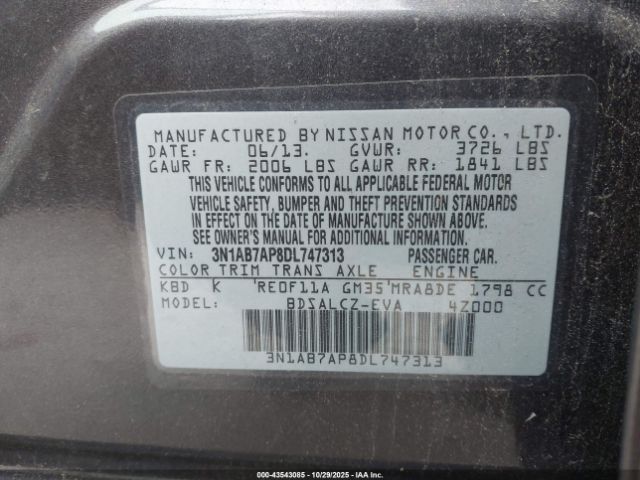 MANUFACTURED BY NISSAN MOTOR CO., LTD.
DATE: 06/13. GVWR: 3726 LBS
GAWR FR: 2006 LBS GAWR RR: 1841 LBS
THIS VEHICLE CONFORMS TO ALL APPLICABLE FEDERAL MOTOR
VEHICLE SAFETY, BUMPER AND THEFT PREVENTION STANDARDS
IN EFFECT ON THE DATE OF MANUFACTURE SHOWN ABOVE.
SEE OWNER'S MANUAL FOR ADDITIONAL INFORMATION.
VIN: 3N1AB7AP8DL747313 PASSENGER CAR.
COLOR TRIM TRANS AXLE ENGINE
KBD K 'RE0F11A GM35'MRA8DE 1798 CC
MODEL: BDSALCZ-EVA 4Z000
3N1AB7AP8DL747313
000-43543085 | 10/29/2025 | IAA Inc.